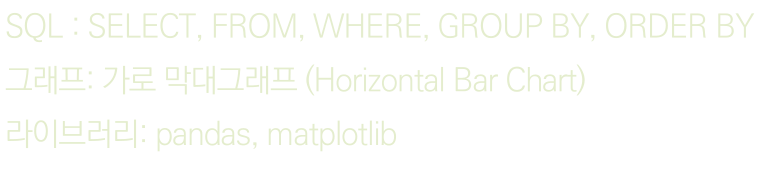 SQL : SELECT, FROM, WHERE, GROUP BY, ORDER BY
그래프: 가로 막대그래프 (Horizontal Bar Chart)
라이브러리: pandas, matplotlib